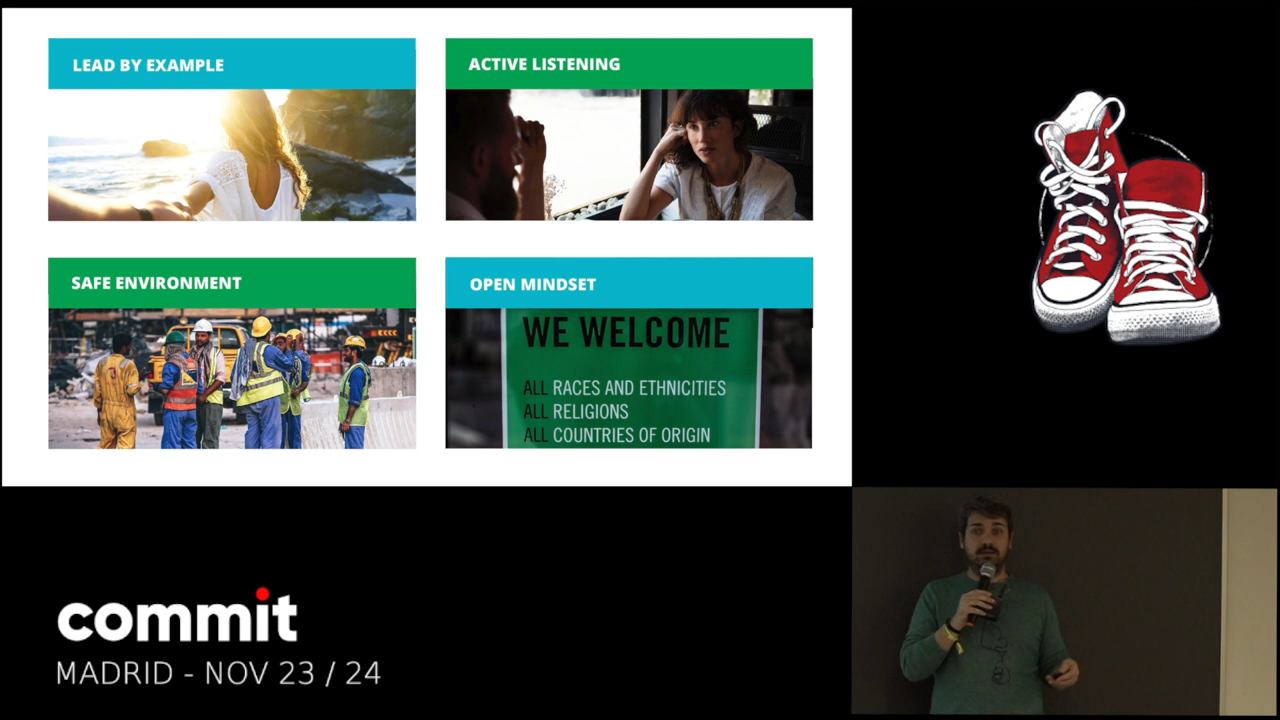 LEAD BY EXAMPLE
ACTIVE LISTENING
SAFE ENVIRONMENT
OPEN MINDSET
WE WELCOME
ALL RACES AND ETHNICITIES
ALL RELIGIONS
ALL COUNTRIES OF ORIGIN
commit
MADRID - NOV 23 / 24